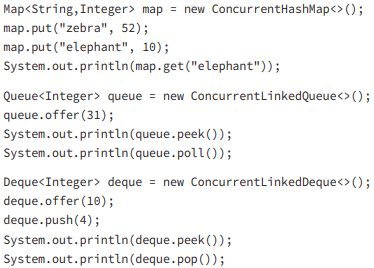 Map<String,Integer> map = new ConcurrentHashMap<>();
map.put("zebra", 52);
map.put("elephant", 10);
System.out.println(map.get("elephant"));
Queue<Integer> queue = new ConcurrentLinkedQueue<>();
queue.offer(31);
System.out.println(queue.peek());
System.out.println(queue.poll());
Deque<Integer> deque = new ConcurrentLinkedDeque<>();
deque.offer(10);
deque.push(4);
System.out.println(deque.peek());
System.out.println(deque.pop());